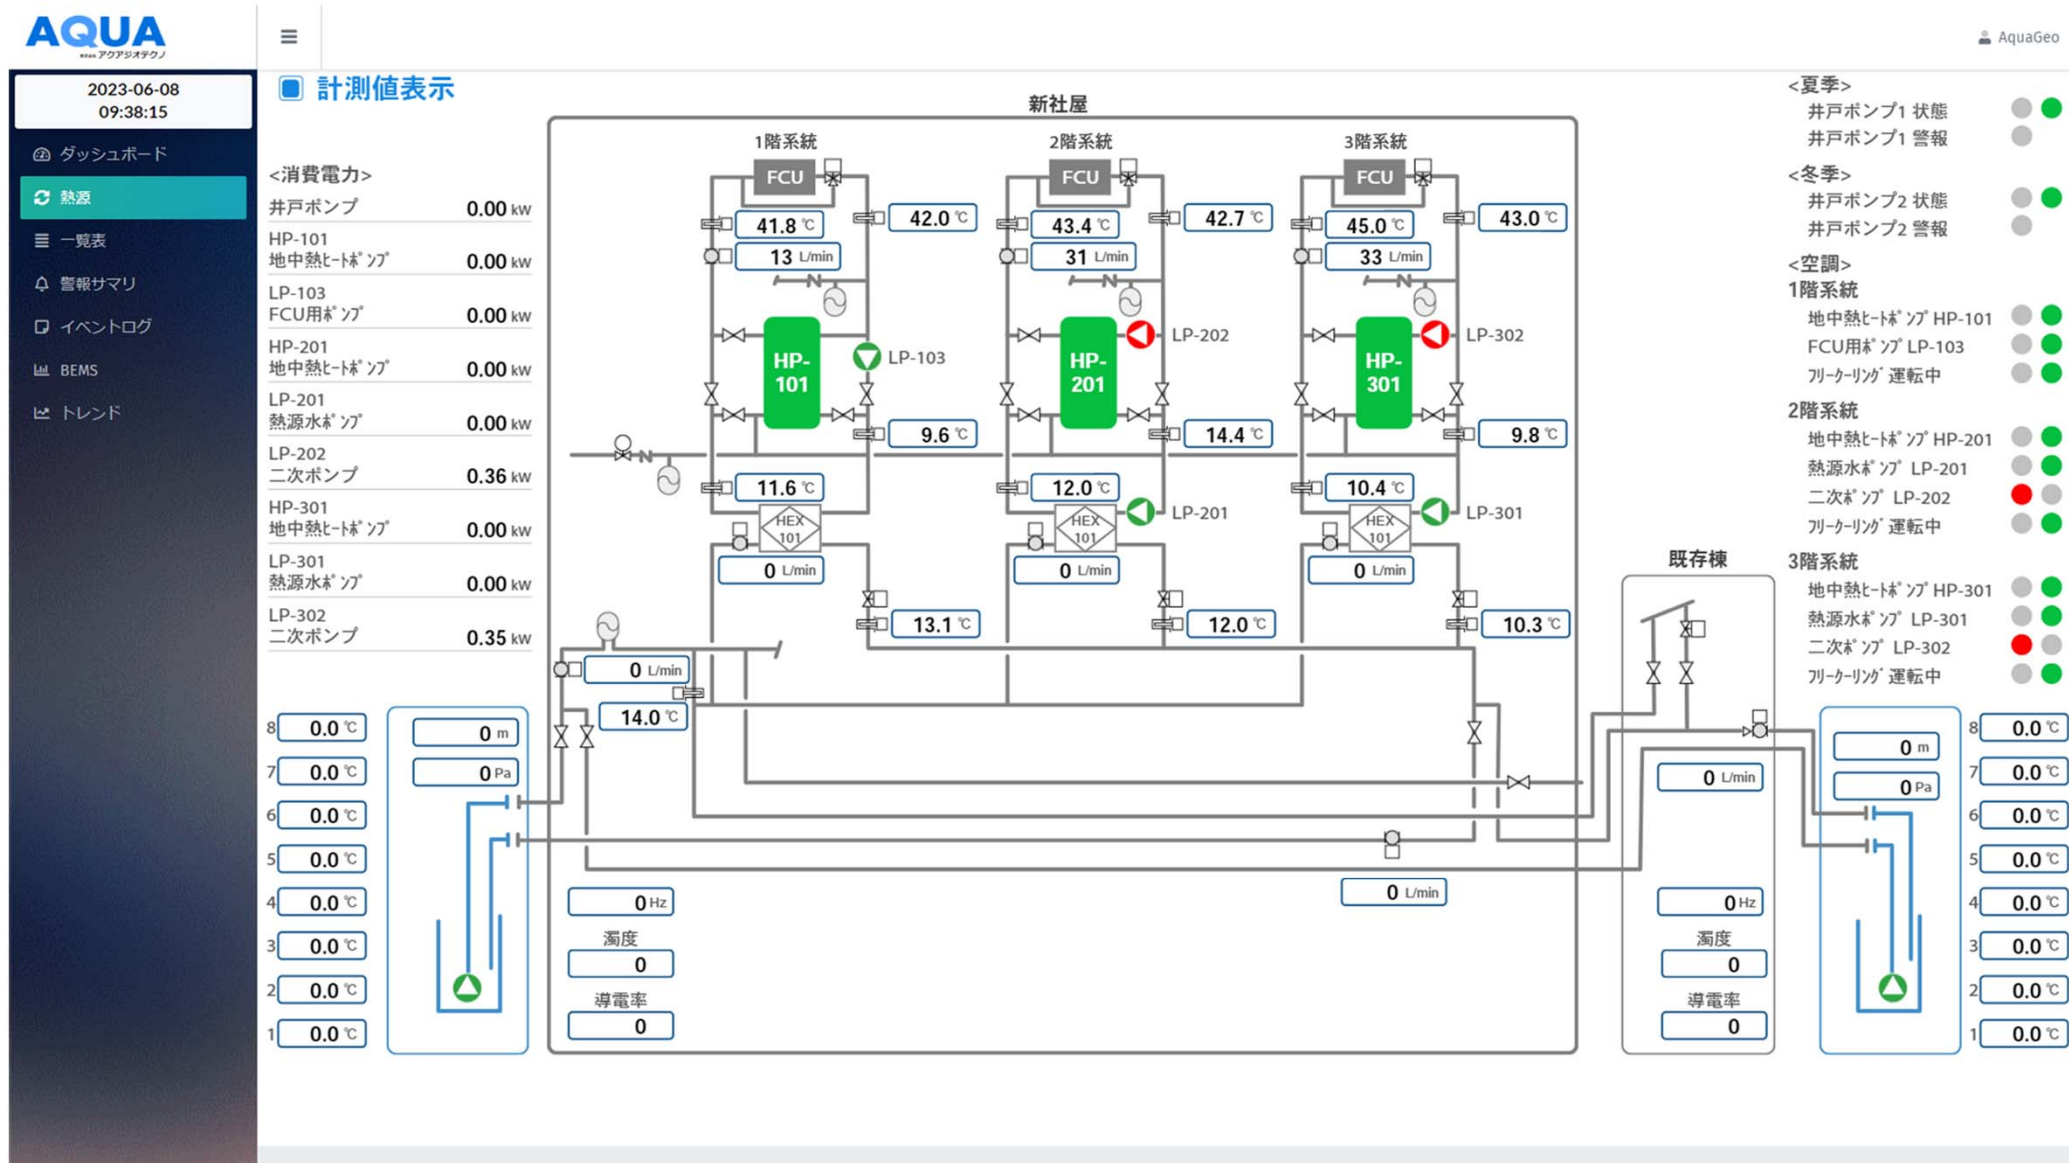 AQUA
株式会社 アクアジオテクノ
AquaGeo
2023-06-08
09:38:15
ダッシュボード
熱源
一覧表
警報サマリ
イベントログ
BEMS
トレンド
計測値表示
<消費電力>
井戸ポンプ 0.00 kW
HP-101
地中熱ﾋｰﾄﾎﾟﾝﾌﾟ 0.00 kW
LP-103
FCU用ﾎﾟﾝﾌﾟ 0.00 kW
HP-201
地中熱ﾋｰﾄﾎﾟﾝﾌﾟ 0.00 kW
LP-201
熱源水ﾎﾟﾝﾌﾟ 0.00 kW
LP-202
二次ポンプ 0.36 kW
HP-301
地中熱ﾋｰﾄﾎﾟﾝﾌﾟ 0.00 kW
LP-301
熱源水ﾎﾟﾝﾌﾟ 0.00 kW
LP-302
二次ポンプ 0.35 kW
8 0.0 ℃
7 0.0 ℃
6 0.0 ℃
5 0.0 ℃
4 0.0 ℃
3 0.0 ℃
2 0.0 ℃
1 0.0 ℃
0 m
0 Pa
新社屋
1階系統
FCU
41.8 ℃
42.0 ℃
13 L/min
HP-
101
LP-103
9.6 ℃
11.6 ℃
HEX
101
0 L/min
13.1 ℃
2階系統
FCU
43.4 ℃
42.7 ℃
31 L/min
LP-202
HP-
201
14.4 ℃
12.0 ℃
LP-201
HEX
101
0 L/min
12.0 ℃
3階系統
FCU
45.0 ℃
43.0 ℃
33 L/min
LP-302
HP-
301
9.8 ℃
10.4 ℃
LP-301
HEX
101
0 L/min
10.3 ℃
0 L/min
14.0 ℃
0 L/min
0 Hz
濁度
0
導電率
0
既存棟
0 L/min
0 Hz
濁度
0
導電率
0
<夏季>
井戸ポンプ1 状態
井戸ポンプ1 警報
<冬季>
井戸ポンプ2 状態
井戸ポンプ2 警報
<空調>
1階系統
地中熱ﾋｰﾄﾎﾟﾝﾌﾟ HP-101
FCU用ﾎﾟﾝﾌﾟ LP-103
ﾌﾘｰｸｰﾘﾝｸﾞ 運転中
2階系統
地中熱ﾋｰﾄﾎﾟﾝﾌﾟ HP-201
熱源水ﾎﾟﾝﾌﾟ LP-201
二次ﾎﾟﾝﾌﾟ LP-202
ﾌﾘｰｸｰﾘﾝｸﾞ 運転中
3階系統
地中熱ﾋｰﾄﾎﾟﾝﾌﾟ HP-301
熱源水ﾎﾟﾝﾌﾟ LP-301
二次ﾎﾟﾝﾌﾟ LP-302
ﾌﾘｰｸｰﾘﾝｸﾞ 運転中
0 m
0 Pa
8 0.0 ℃
7 0.0 ℃
6 0.0 ℃
5 0.0 ℃
4 0.0 ℃
3 0.0 ℃
2 0.0 ℃
1 0.0 ℃